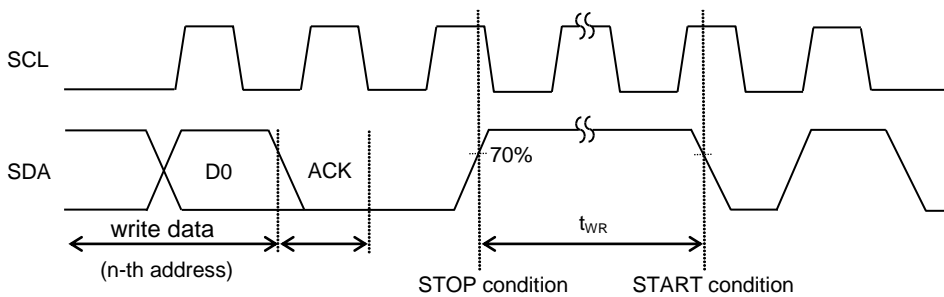 SCL
SDA
D0
ACK
70%
write data
tWR
(n-th address)
STOP condition
START condition